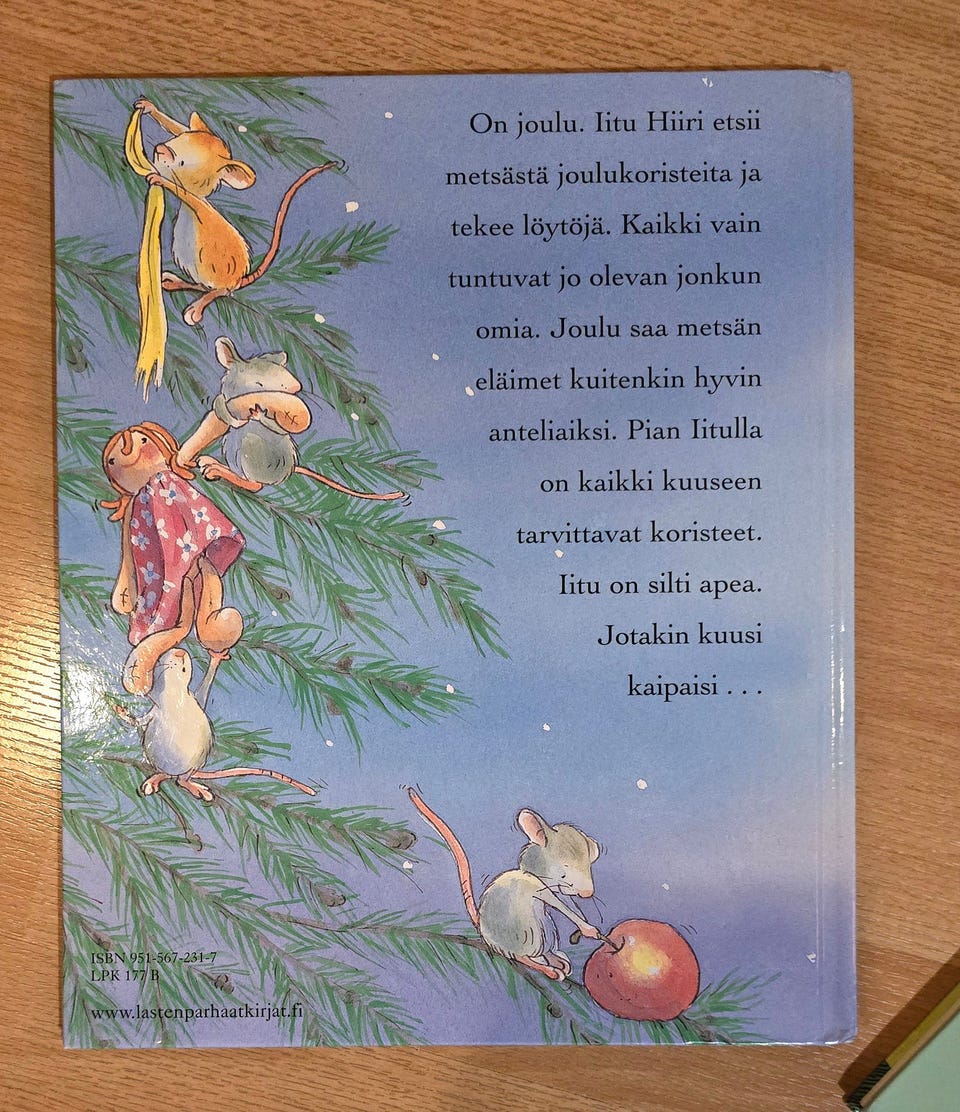 On joulu. Iitu Hiiri etsii
metsästä joulukoristeita ja
tekee löytöjä. Kaikki vain
tuntuvat jo olevan jonkun
omia. Joulu saa metsän
eläimet kuitenkin hyvin
anteliaiksi. Pian Iitulla
on kaikki kuuseen
tarvittavat koristeet.
Iitu on silti apea.
Jotakin kuusi
kaipaisi . . .
ISBN 951-567-231-7
LPK 177 B
www.lastenparhaatkirjat.fi